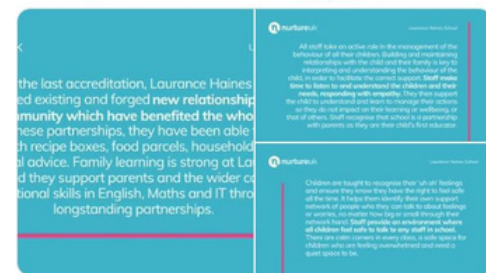 the last accreditation, Laurance Haines
ed existing and forged new relationship
munity which have benefited the who
hese partnerships, they have been able
h recipe boxes, food parcels, household
al advice. Family learning is strong at La
d they support parents and the wider co
tional skills in English, Maths and IT thro
longstanding partnerships.
nurtureuk
Laurance Haines School
All staff take an active role in the management of the
behaviour of all their children. Building and maintaining
relationships with the child and their family is key to
interpreting and understanding the behaviour of the
child, in order to facilitate the correct support. Staff make
time to listen to and understand the children and their
needs, responding with empathy. They then support
the child to understand and learn to manage their actions
so they do not impact on their learning or wellbeing, or
that of others. Staff recognise that school is a partnership
with parents as they are their child's first educator.
nurtureuk
Laurance Haines School
Children are taught to recognise their 'uh oh' feelings
and ensure they know they have the right to feel safe
all the time. It helps them identify their own support
network of people who they can talk to about feelings
or worries, no matter how big or small through their
network hand. Staff provide an environment where
all children feel safe to talk to any staff in school.
There are calm corners in every class, a safe space for
children who are feeling overwhelmed and need a
quiet space to be.